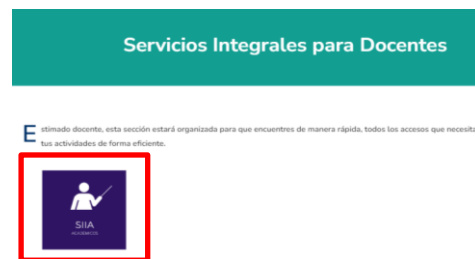 Servicios Integrales para Docentes
Estimado docente, esta sección estará organizada para que encuentres de manera rápida, todos los accesos que necesita
tus actividades de forma eficiente.
SIIA
ACADÉMICOS